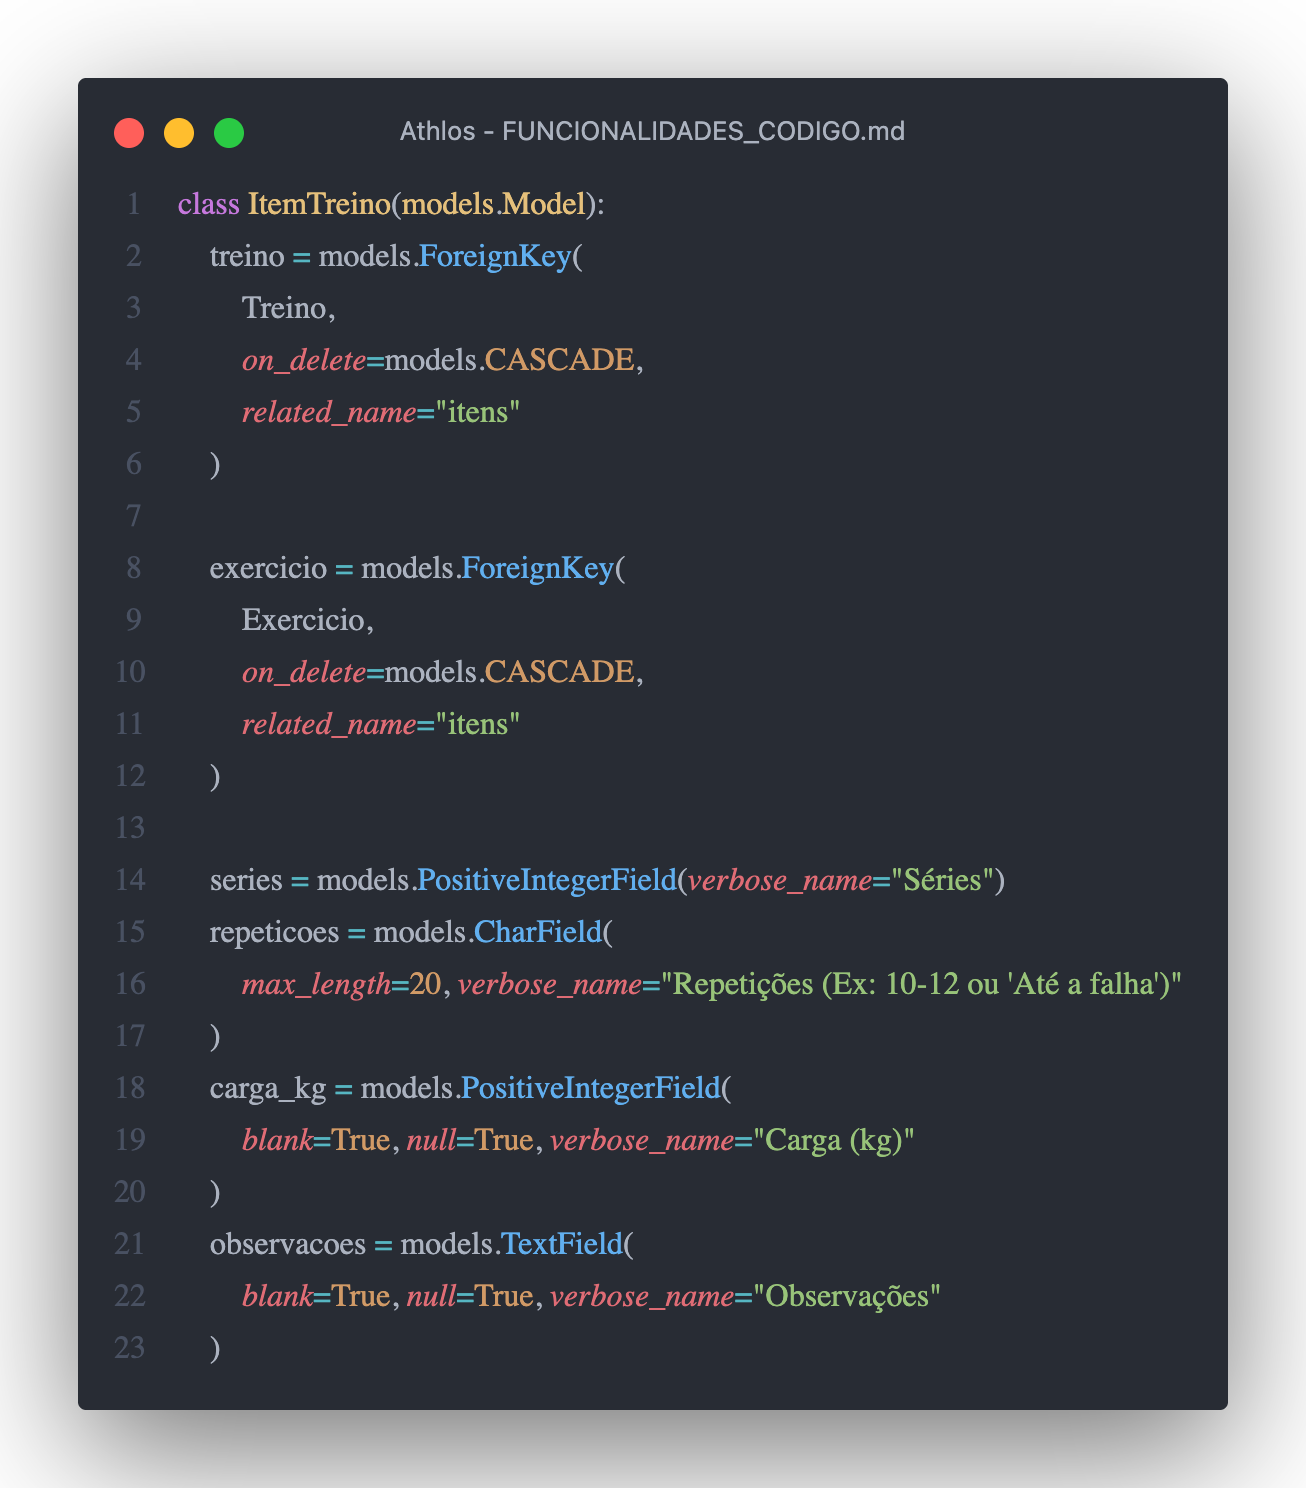 Athlos - FUNCIONALIDADES_CODIGO.md
1 class ItemTreino(models.Model):
2     treino = models.ForeignKey(
3         Treino,
4         on_delete=models.CASCADE,
5         related_name="itens"
6     )
7
8     exercicio = models.ForeignKey(
9         Exercicio,
10         on_delete=models.CASCADE,
11         related_name="itens"
12     )
13
14     series = models.PositiveIntegerField(verbose_name="Séries")
15     repeticoes = models.CharField(
16         max_length=20, verbose_name="Repetições (Ex: 10-12 ou 'Até a falha')"
17     )
18     carga_kg = models.PositiveIntegerField(
19         blank=True, null=True, verbose_name="Carga (kg)"
20     )
21     observacoes = models.TextField(
22         blank=True, null=True, verbose_name="Observações"
23     )